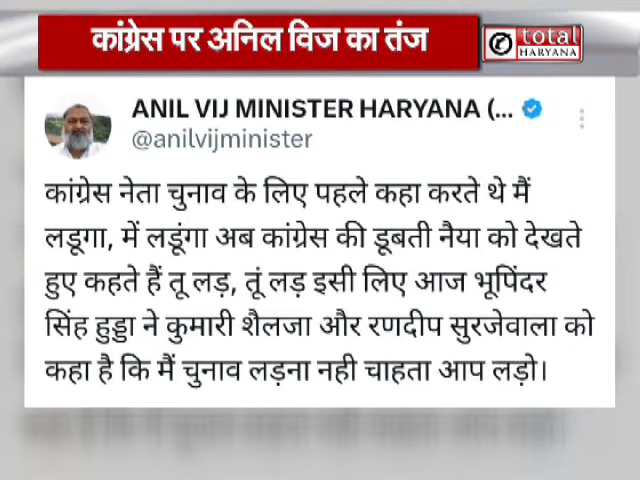 कांग्रेस पर अनिल विज का तंज
total
HARYANA
ANIL VIJ MINISTER HARYANA (...
@anilvijminister
कांग्रेस नेता चुनाव के लिए पहले कहा करते थे मैं
लडूगा, में लडूंगा अब कांग्रेस की डूबती नैया को देखते
हुए कहते हैं तू लड़, तूं लड़ इसी लिए आज भूपिंदर
सिंह हुड्डा ने कुमारी शैलजा और रणदीप सुरजेवाला को
कहा है कि मैं चुनाव लड़ना नही चाहता आप लड़ो।